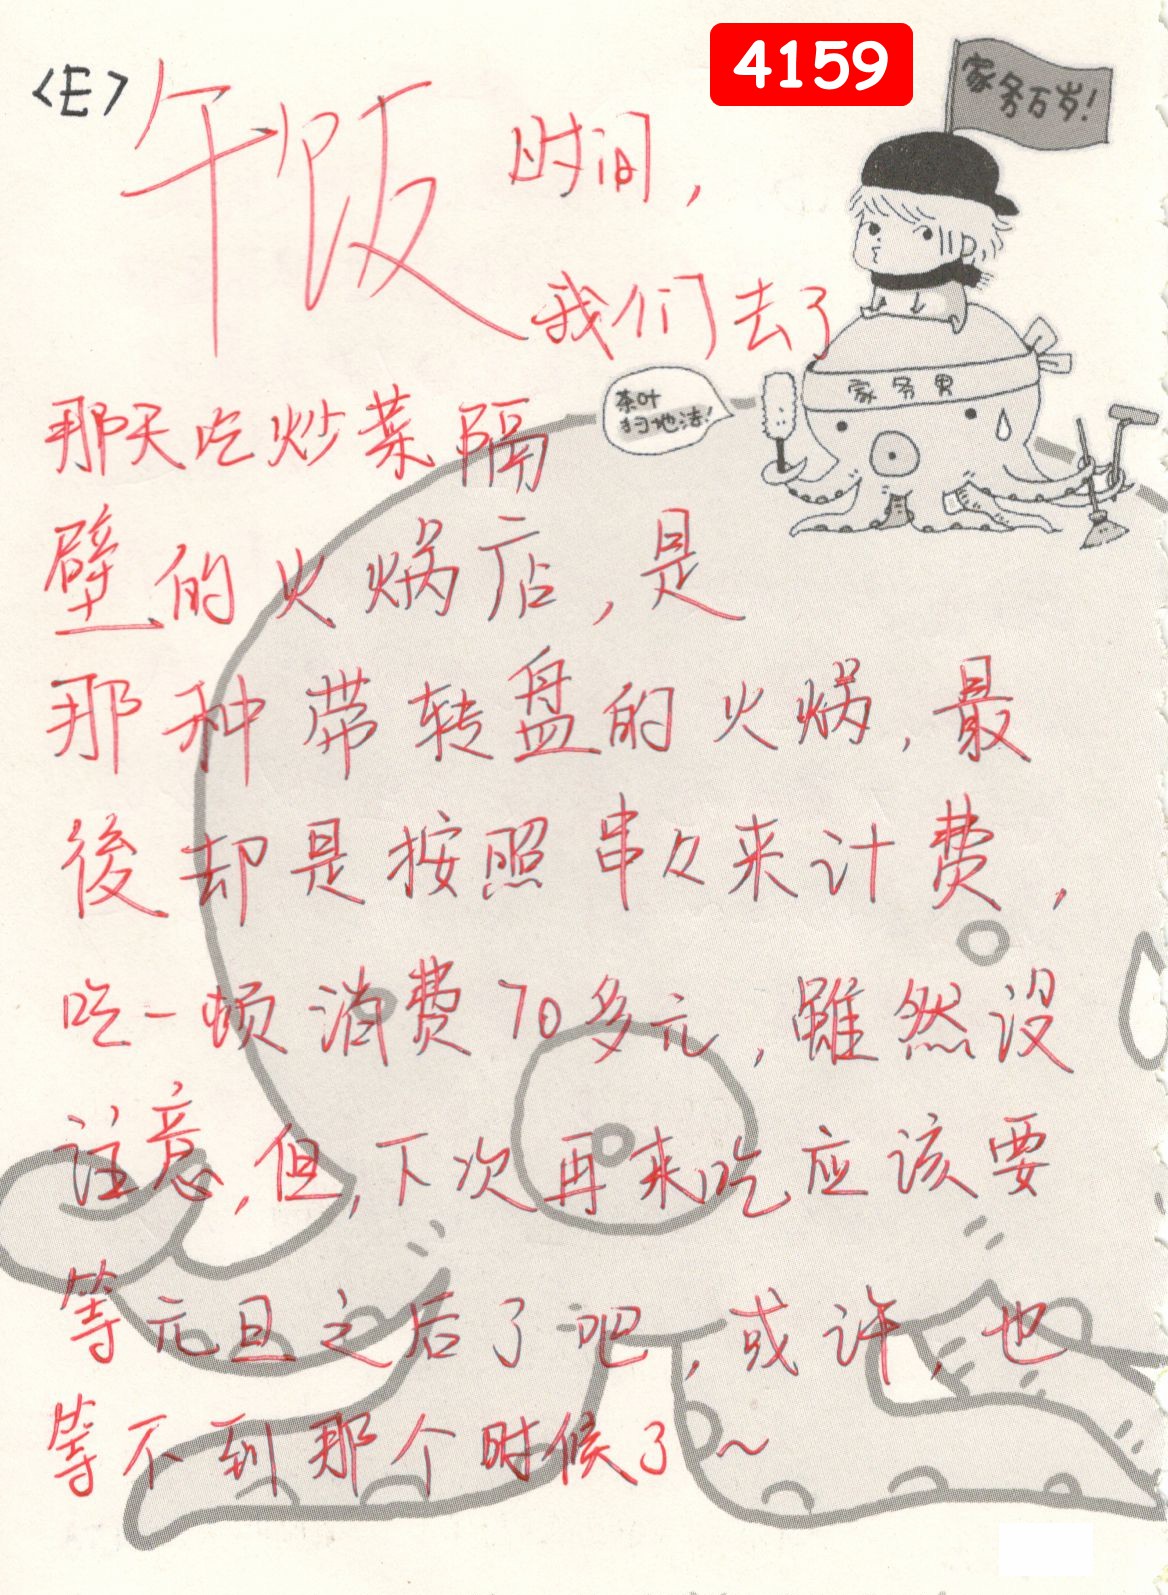 4159
<E>
午饭时间,
家务万岁!
我们去了
家务男
茶叶
扫地法!
那天吃炒菜隔
壁的火焗店,是
那种带转盘的火焗,最
後却是按照串々来计费,
吃一顿消费70多元,雖然没
注意,但,下次再来吃应该要
等元旦之后了吧,或许,也
等不到那个时候了~